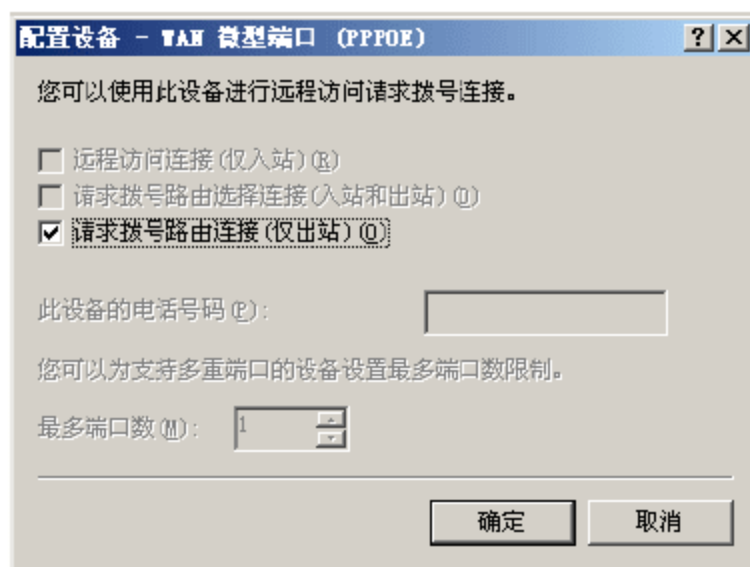 配置设备 - WAN 微型端口 (PPPOE)
您可以使用此设备进行远程访问请求拨号连接。
远程访问连接(仅入站)(R)
请求拨号路由选择连接(入站和出站)(U)
请求拨号路由连接(仅出站)(O)
此设备的电话号码(P):
您可以为支持多重端口的设备设置最多端口数限制。
最多端口数(M): 1
确定 取消